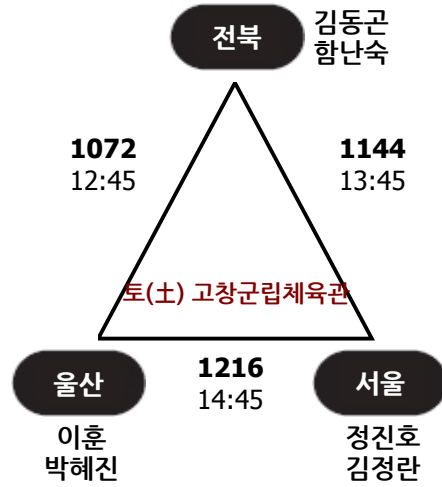 전북
김동곤
함난숙
1072
12:45
1144
13:45
토(土) 고창군립체육관
울산
1216
14:45
서울
이훈
박혜진
정진호
김정란